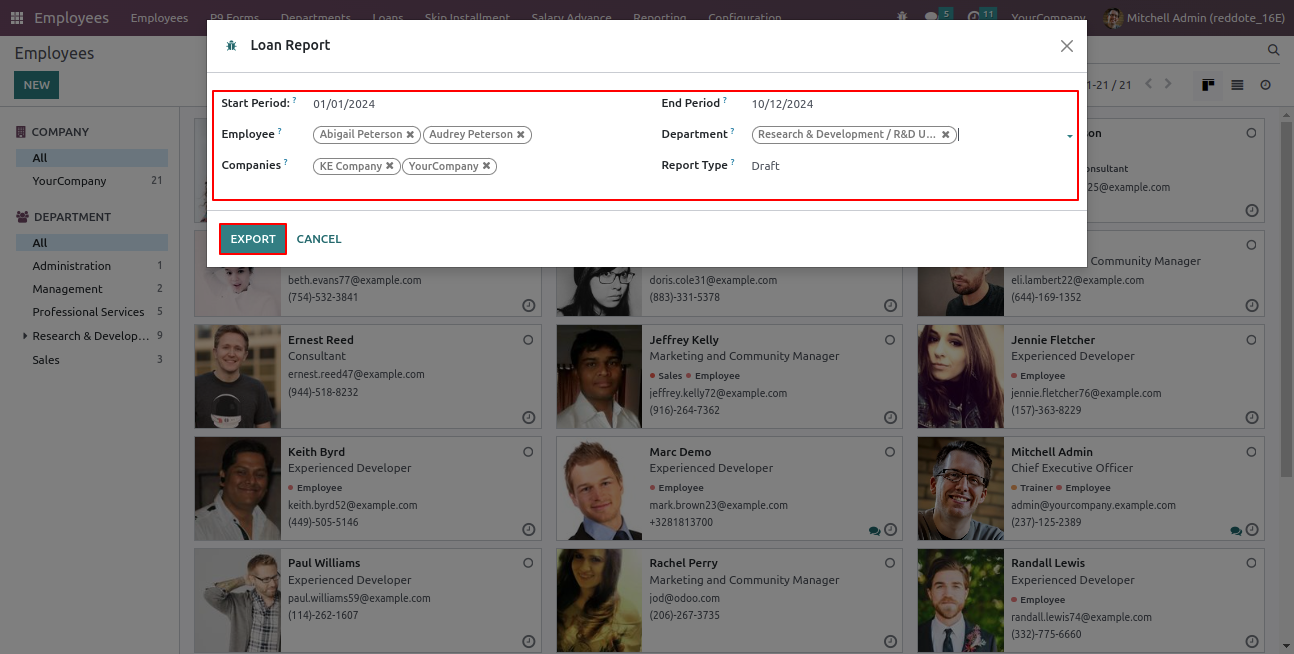 Employees Employees P9 Forms Departments Loans Skip Installment Salary Advance Reporting Configuration 5 11 YourCompany Mitchell Admin (reddote_16E)
Employees
NEW
1-21 / 21
Loan Report
Start Period: ? 01/01/2024 End Period ? 10/12/2024
Employee ? Abigail Peterson ✖ Audrey Peterson ✖ Department ? Research & Development / R&D U... ✖
Companies ? KE Company ✖ YourCompany ✖ Report Type ? Draft
EXPORT CANCEL
COMPANY
All
YourCompany 21
DEPARTMENT
All
Administration 1
Management 2
Professional Services 5
Research & Develop... 9
Sales 3
25@example.com
beth.evans77@example.com
(754)-532-3841
doris.cole31@example.com
(883)-331-5378
Community Manager
eli.lambert22@example.com
(644)-169-1352
Ernest Reed
Consultant
ernest.reed47@example.com
(944)-518-8232
Jeffrey Kelly
Marketing and Community Manager
Sales Employee
jeffrey.kelly72@example.com
(916)-264-7362
Jennie Fletcher
Experienced Developer
Employee
jennie.fletcher76@example.com
(157)-363-8229
Keith Byrd
Experienced Developer
Employee
keith.byrd52@example.com
(449)-505-5146
Marc Demo
Experienced Developer
Employee
mark.brown23@example.com
+3281813700
Mitchell Admin
Chief Executive Officer
Trainer Employee
admin@yourcompany.example.com
(237)-125-2389
Paul Williams
Experienced Developer
paul.williams59@example.com
(114)-262-1607
Rachel Perry
Marketing and Community Manager
jod@odoo.com
(206)-267-3735
Randall Lewis
Experienced Developer
Employee
randall.lewis74@example.com
(332)-775-6660